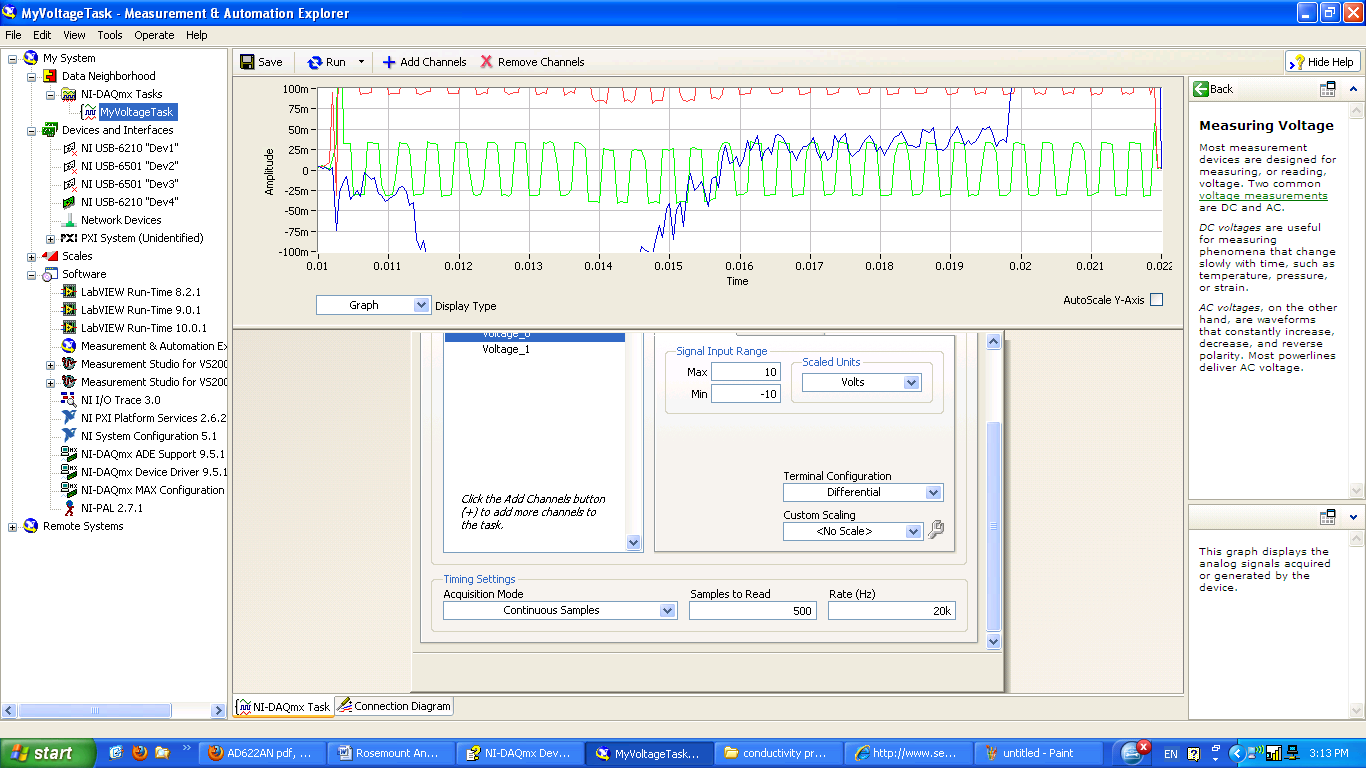 MyVoltageTask - Measurement & Automation Explorer
File Edit View Tools Operate Help
My System
Data Neighborhood
NI-DAQmx Tasks
MyVoltageTask
Devices and Interfaces
NI USB-6210 "Dev1"
NI USB-6501 "Dev2"
NI USB-6501 "Dev3"
NI USB-6210 "Dev4"
Network Devices
PXI PXI System (Unidentified)
Scales
Software
LabVIEW Run-Time 8.2.1
LabVIEW Run-Time 9.0.1
LabVIEW Run-Time 10.0.1
Measurement & Automation Ex
Measurement Studio for VS200
Measurement Studio for VS200
NI I/O Trace 3.0
NI PXI Platform Services 2.6.2
NI System Configuration 5.1
NI-DAQmx ADE Support 9.5.1
NI-DAQmx Device Driver 9.5.1
NI-DAQmx MAX Configuration
NI-PAL 2.7.1
Remote Systems
Save Run Add Channels Remove Channels
Hide Help
Amplitude
100m
75m
50m
25m
0
-25m
-50m
-75m
-100m
0.01 0.011 0.012 0.013 0.014 0.015 0.016 0.017 0.018 0.019 0.02 0.021 0.022
Time
Graph Display Type
AutoScale Y-Axis
Voltage_0
Voltage_1
Click the Add Channels button
(+) to add more channels to
the task.
Signal Input Range
Max 10
Min -10
Scaled Units
Volts
Terminal Configuration
Differential
Custom Scaling
<No Scale>
Timing Settings
Acquisition Mode Samples to Read Rate (Hz)
Continuous Samples 500 20k
NI-DAQmx Task Connection Diagram
Back
Measuring Voltage
Most measurement
devices are designed for
measuring, or reading,
voltage. Two common
voltage measurements
are DC and AC.
DC voltages are useful
for measuring
phenomena that change
slowly with time, such as
temperature, pressure,
or strain.
AC voltages, on the other
hand, are waveforms
that constantly increase,
decrease, and reverse
polarity. Most powerlines
deliver AC voltage.
This graph displays the
analog signals acquired
or generated by the
device.
start
AD622AN pdf, ...
Rosemount An...
NI-DAQmx Dev...
MyVoltageTask...
conductivity pr...
http://www.se...
untitled - Paint
EN
3:13 PM